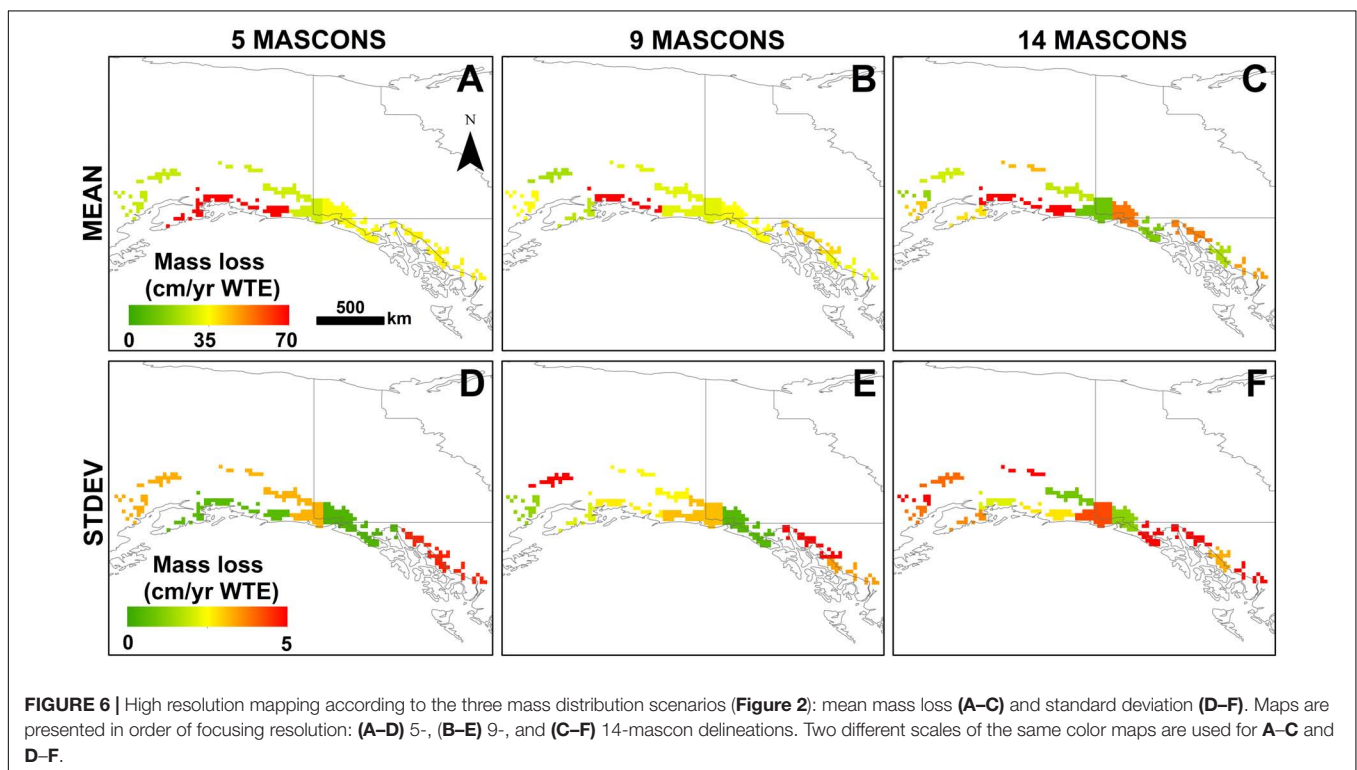 5 MASCONS 9 MASCONS 14 MASCONS
MEAN
A
N
Mass loss
(cm/yr WTE)
0 35 70
500
km
B
C
STDEV
D
Mass loss
(cm/yr WTE)
0 5
E
F
FIGURE 6 | High resolution mapping according to the three mass distribution scenarios (Figure 2): mean mass loss (A–C) and standard deviation (D–F). Maps are
presented in order of focusing resolution: (A–D) 5-, (B–E) 9-, and (C–F) 14-mascon delineations. Two different scales of the same color maps are used for A–C and
D–F.